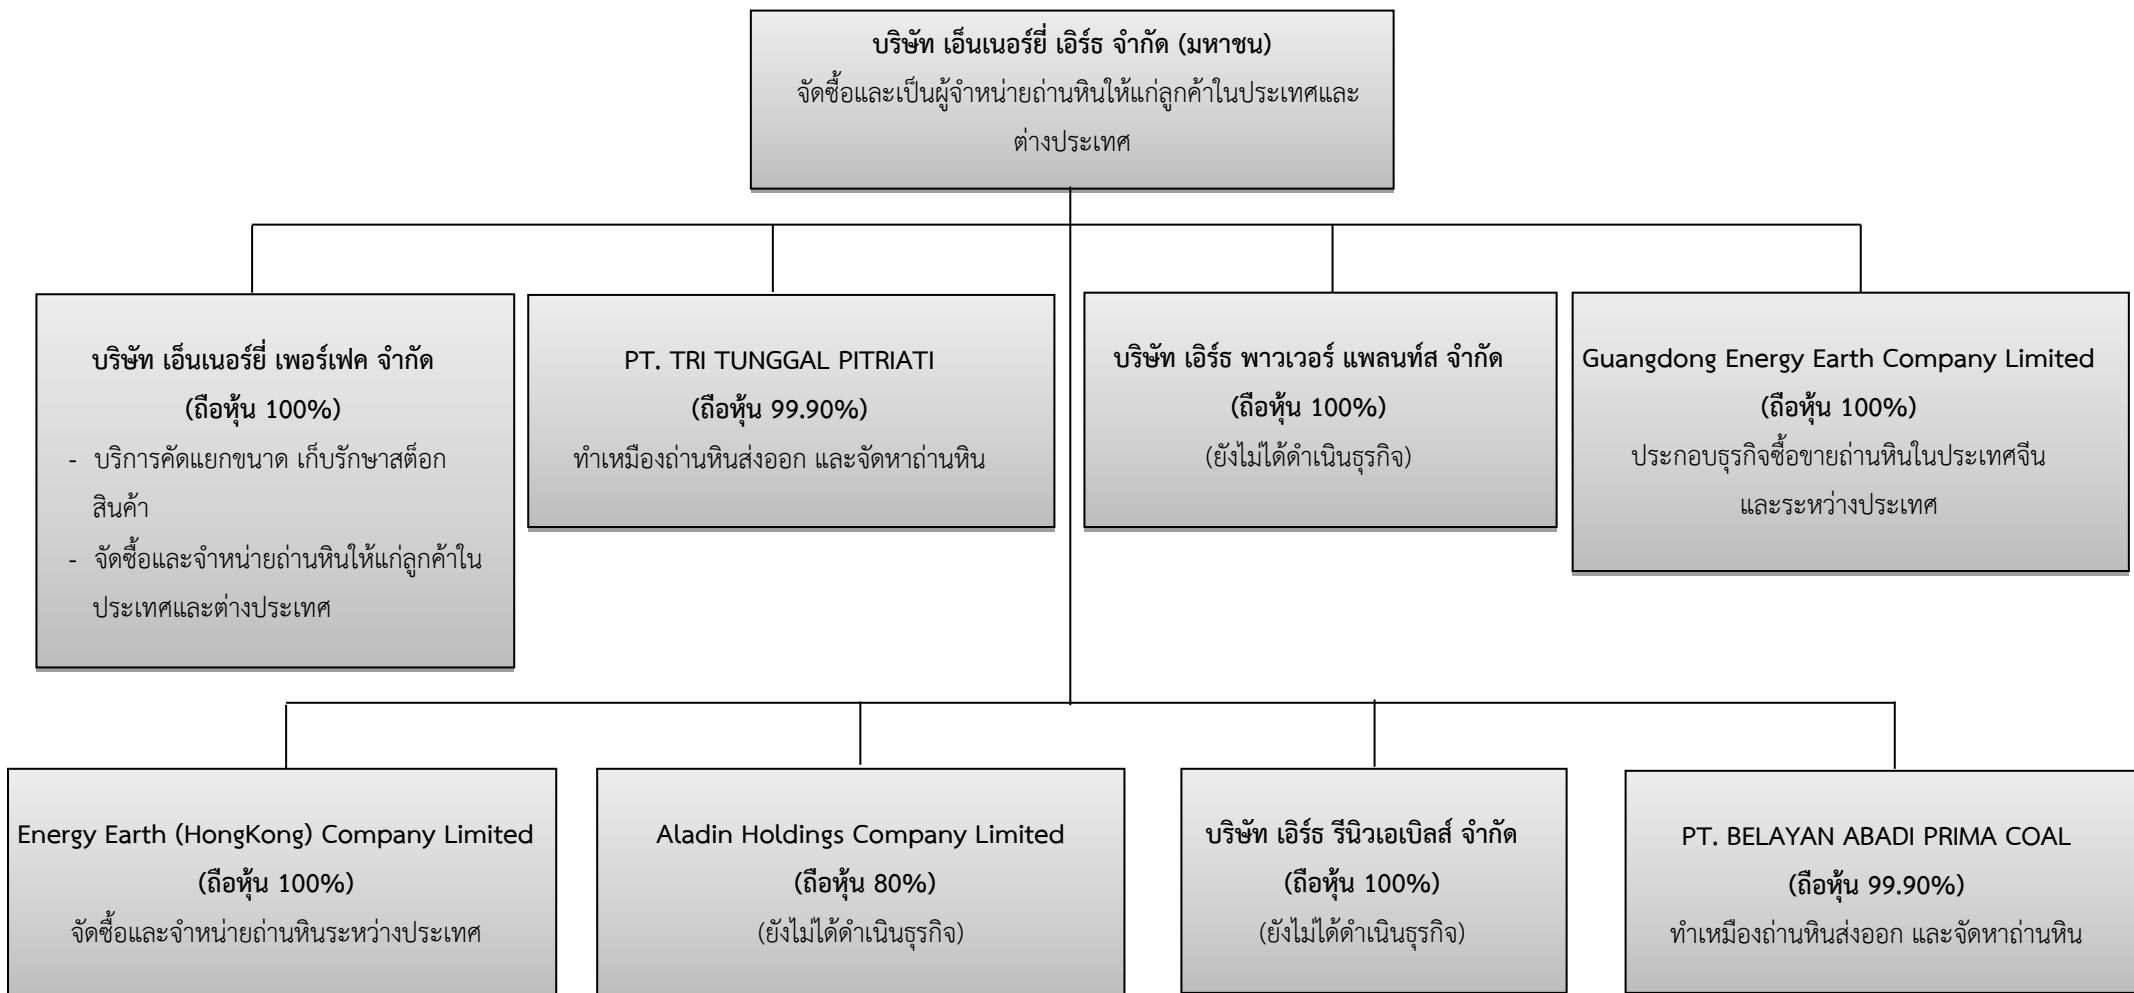 บริษัท เอ็นเนอร์ยี่ เอิร์ธ จำกัด (มหาชน)
จัดซื้อและเป็นผู้จำหน่ายถ่านหินให้แก่ลูกค้าในประเทศและ
ต่างประเทศ
บริษัท เอ็นเนอร์ยี่ เพอร์เฟค จำกัด
(ถือหุ้น 100%)
- บริการคัดแยกขนาด เก็บรักษาสต็อก
สินค้า
- จัดซื้อและจำหน่ายถ่านหินให้แก่ลูกค้าใน
ประเทศและต่างประเทศ
PT. TRI TUNGGAL PITRIATI
(ถือหุ้น 99.90%)
ทำเหมืองถ่านหินส่งออก และจัดหาถ่านหิน
บริษัท เอิร์ธ พาวเวอร์ แพลนท์ส จำกัด
(ถือหุ้น 100%)
(ยังไม่ได้ดำเนินธุรกิจ)
Guangdong Energy Earth Company Limited
(ถือหุ้น 100%)
ประกอบธุรกิจซื้อขายถ่านหินในประเทศจีน
และระหว่างประเทศ
Energy Earth (HongKong) Company Limited
(ถือหุ้น 100%)
จัดซื้อและจำหน่ายถ่านหินระหว่างประเทศ
Aladin Holdings Company Limited
(ถือหุ้น 80%)
(ยังไม่ได้ดำเนินธุรกิจ)
บริษัท เอิร์ธ รีนิวเอเบิลส์ จำกัด
(ถือหุ้น 100%)
(ยังไม่ได้ดำเนินธุรกิจ)
PT. BELAYAN ABADI PRIMA COAL
(ถือหุ้น 99.90%)
ทำเหมืองถ่านหินส่งออก และจัดหาถ่านหิน